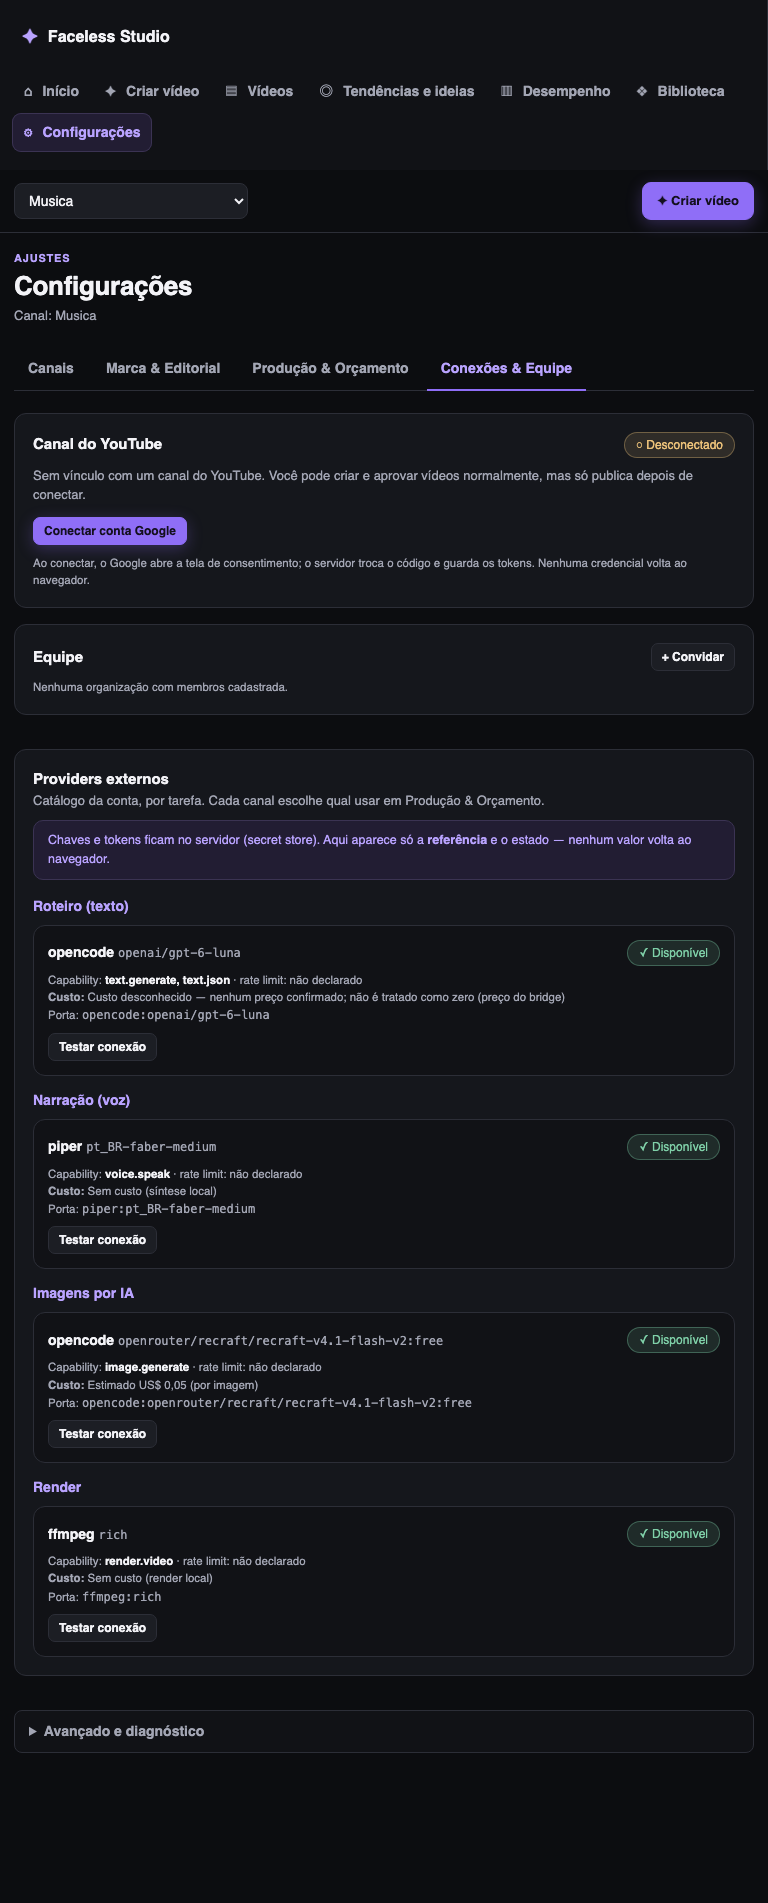 ✦ Faceless Studio
⌂ Início ✦ Criar vídeo ▤ Vídeos ◎ Tendências e ideias ▥ Desempenho ❖ Biblioteca
⚙ Configurações
Musica
✦ Criar vídeo
AJUSTES
Configurações
Canal: Musica
Canais Marca & Editorial Produção & Orçamento Conexões & Equipe
Canal do YouTube
○ Desconectado
Sem vínculo com um canal do YouTube. Você pode criar e aprovar vídeos normalmente, mas só publica depois de
conectar.
Conectar conta Google
Ao conectar, o Google abre a tela de consentimento; o servidor troca o código e guarda os tokens. Nenhuma credencial volta ao
navegador.
Equipe
+ Convidar
Nenhuma organização com membros cadastrada.
Providers externos
Catálogo da conta, por tarefa. Cada canal escolhe qual usar em Produção & Orçamento.
Chaves e tokens ficam no servidor (secret store). Aqui aparece só a referência e o estado — nenhum valor volta ao
navegador.
Roteiro (texto)
opencode openai/gpt-6-luna
✓ Disponível
Capability: text.generate, text.json · rate limit: não declarado
Custo: Custo desconhecido — nenhum preço confirmado; não é tratado como zero (preço do bridge)
Porta: opencode:openai/gpt-6-luna
Testar conexão
Narração (voz)
piper pt_BR-faber-medium
✓ Disponível
Capability: voice.speak · rate limit: não declarado
Custo: Sem custo (síntese local)
Porta: piper:pt_BR-faber-medium
Testar conexão
Imagens por IA
opencode openrouter/recraft/recraft-v4.1-flash-v2:free
✓ Disponível
Capability: image.generate · rate limit: não declarado
Custo: Estimado US$ 0,05 (por imagem)
Porta: opencode:openrouter/recraft/recraft-v4.1-flash-v2:free
Testar conexão
Render
ffmpeg rich
✓ Disponível
Capability: render.video · rate limit: não declarado
Custo: Sem custo (render local)
Porta: ffmpeg:rich
Testar conexão
▶ Avançado e diagnóstico